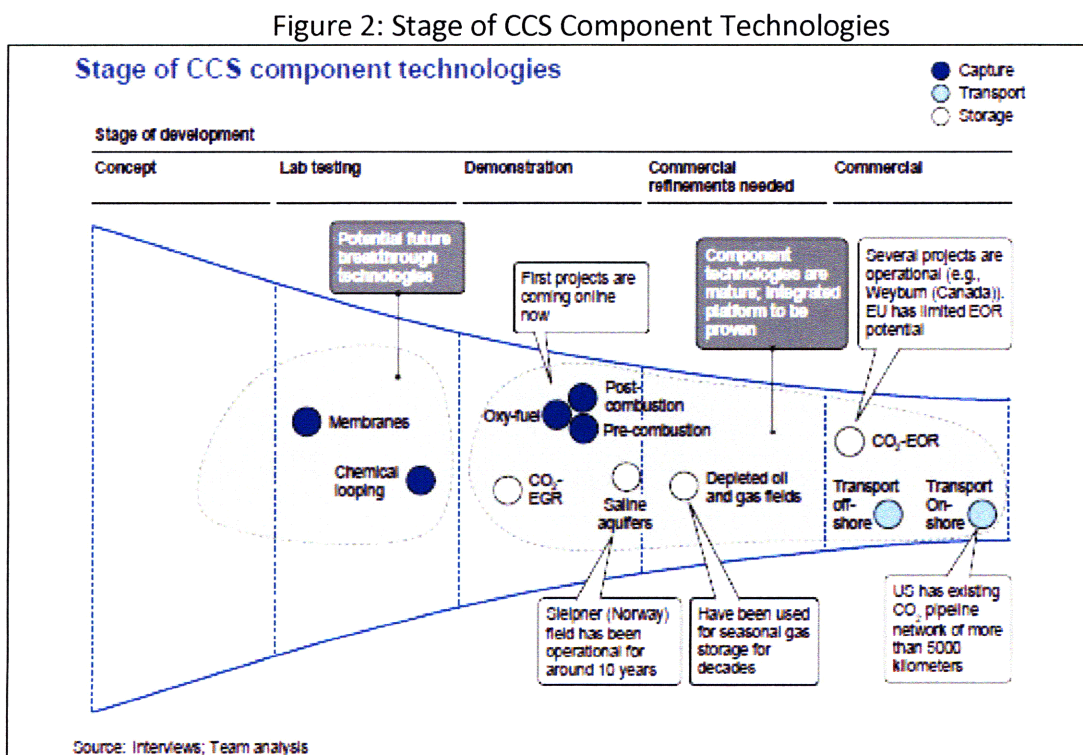 Figure 2: Stage of CCS Component Technologies
Stage of CCS component technologies
Capture
Transport
Storage
Stage of development
Concept
Lab testing
Demonstration
Commercial
refinements needed
Commercial
Potential future
breakthrough
technologies
First projects are
coming online
now
Component
technologies are
mature; integrated
platform to be
proven
Several projects are
operational (e.g.,
Weyburn (Canada)).
EU has limited EOR
potential
Membranes
Chemical
looping
Oxy-fuel
Post-
combustion
Pre-combustion
CO₂-
EGR
Saline
aquifers
Depleted oil
and gas fields
CO₂-EOR
Transport
off-
shore
Transport
On-
shore
Sleipner (Norway)
field has been
operational for
around 10 years
Have been used
for seasonal gas
storage for
decades
US has existing
CO₂ pipeline
network of more
than 5000
kilometers
Source: Interviews; Team analysis